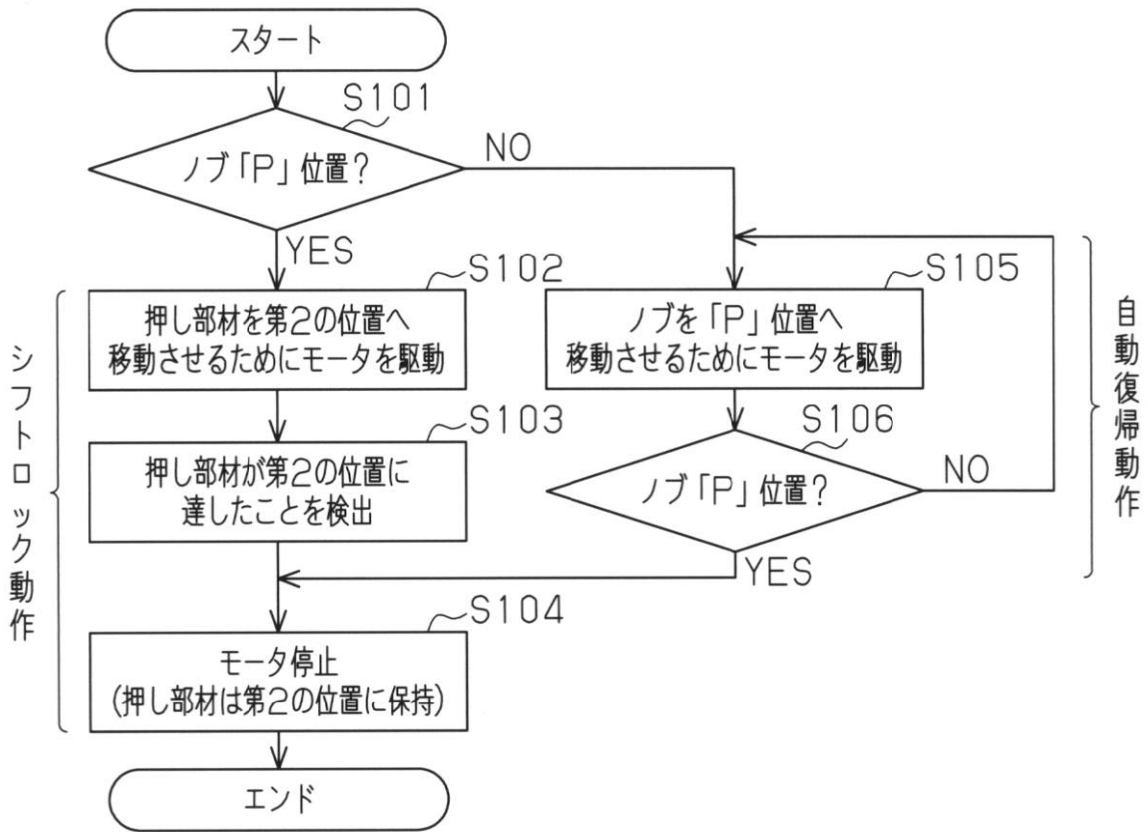 スタート
S101
ノブ「P」位置?
NO
YES
S102
押し部材を第2の位置へ
移動させるためにモータを駆動
S103
押し部材が第2の位置に
達したことを検出
S105
ノブを「P」位置へ
移動させるためにモータを駆動
S106
ノブ「P」位置?
NO
YES
S104
モータ停止
(押し部材は第2の位置に保持)
エンド
シフトロック動作
自動復帰動作